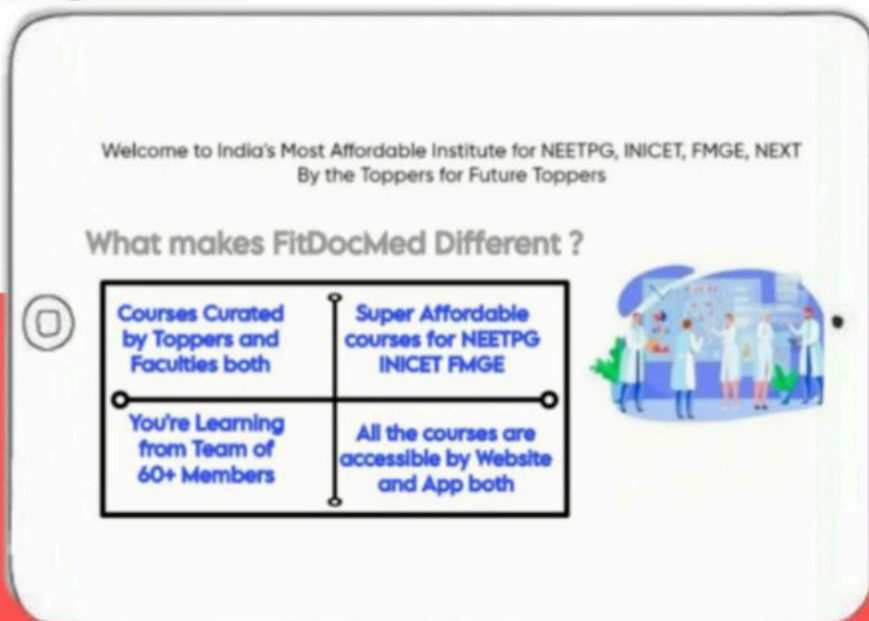 Welcome to India's Most Affordable Institute for NEETPG, INICET, FMGE, NEXT
By the Toppers for Future Toppers
What makes FitDocMed Different ?
Courses Curated
by Toppers and
Faculties both
Super Affordable
courses for NEETPG
INICET FMGE
You're Learning
from Team of
60+ Members
All the courses are
accessible by Website
and App both